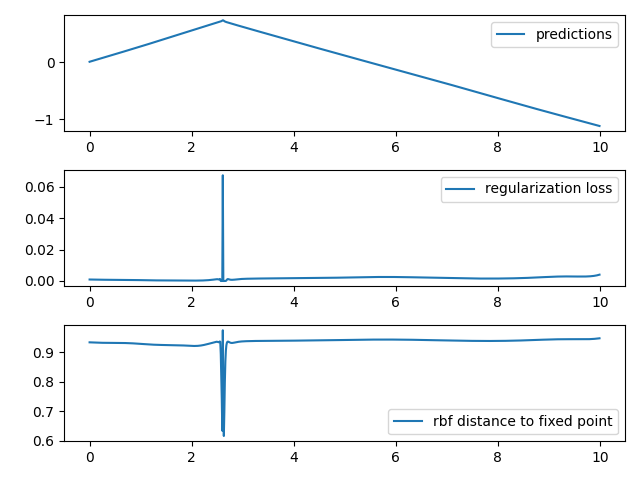 predictions
0
−1
0 2 4 6 8 10
regularization loss
0.06
0.04
0.02
0.00
0 2 4 6 8 10
0.9
0.8
0.7
0.6
rbf distance to fixed point
0 2 4 6 8 10